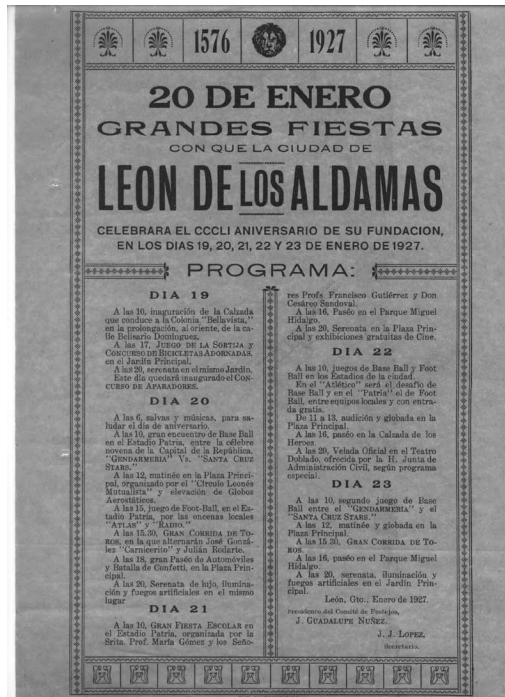 1576 1927
20 DE ENERO
GRANDES FIESTAS
CON QUE LA CIUDAD DE
LEON DE LOS ALDAMAS
CELEBRARA EL CCCLI ANIVERSARIO DE SU FUNDACION,
EN LOS DIAS 19, 20, 21, 22 Y 23 DE ENERO DE 1927.
PROGRAMA:
DIA 19
A las 10, inaguración de la Calzada
que conduce a la Colonia "Bellavista,"
en la prolongación, al oriente, de la ca-
lle Belisario Domínguez.
A las 17, JUEGO DE LA SORTIJA y
CONCURSO DE BICICLETAS ADORNADAS,
en el Jardín Principal.
A las 20, serenata en el mismo Jardín.
Este día quedará inaugurado el CON-
CURSO DE APARADORES.
DIA 20
A las 6, salvas y músicas, para sa-
ludar el día de aniversario.
A las 10, gran encuentro de Base Ball
en el Estadio Patria, entre la célebre
novena de la Capital de la República.
"GENDARMERIA" VS. "SANTA CRUZ
STARS."
A las 12, matinée en la Plaza Princi-
pal, organizado por el "Círculo Leonés
Mutualista" y elevación de Globos
Aerostáticos.
A las 15, juego de Foot-Ball, en el Es-
tadio Patria, por las oncenas locales
"ATLAS" y "RADIO."
A las 15.30, GRAN CORRIDA DE TO-
ROS, en la que alternarán José Gonzá-
lez "Carnicerito" y Julián Rodarte.
A las 18, gran Paséo de Automóviles
y Batalla de Confetti, en la Plaza Prin-
cipal.
A las 20, Serenata de lujo, ilumina-
ción y fuegos artificiales en el mismo
lugar
DIA 21
A las 10, GRAN FIESTA ESCOLAR en
el Estadio Patria, organizada por la
Srita. Prof. María Gómez y los Seño-
res Profs Francisco Gutiérrez y Don
Cesáreo Sandoval.
A las 16, Paséo en el Parque Miguel
Hidalgo.
A las 20, Serenata en la Plaza Prin-
cipal y exhibiciones gratuitas de Cine.
DIA 22
A las 10, juegos de Base Ball y Foot
Ball en los Estadios de la ciudad.
En el "Atlético" será el desafío de
Base Ball y en el "Patria" el de Foot
Ball, entre equipos locales y con entra-
da gratis.
De 11 a 13, audición y globada en la
Plaza Principal.
A las 16, paséo en la Calzada de los
Heroes.
A las 20, Velada Oficial en el Teatro
Doblado, ofrecida por la H. Junta de
Administración Civil, según programa
especial.
DIA 23
A las 10, segundo juego de Base
Ball entre el "GENDARMERIA" y el
"SANTA CRUZ STARS."
A las 12, matinée y globada en la
Plaza Principal.
A las 15.30, GRAN CORRIDA DE TO-
ROS.
A las 16, paséo en el Parque Miguel
Hidalgo.
A las 20, serenata, iluminación y
fuegos artificiales en el Jardín Prin-
cipal.
León, Gto., Enero de 1927.
Presidente del Comité de Festejos,
J. GUADALUPE NUÑEZ.
J. J. LOPEZ,
Secretario.